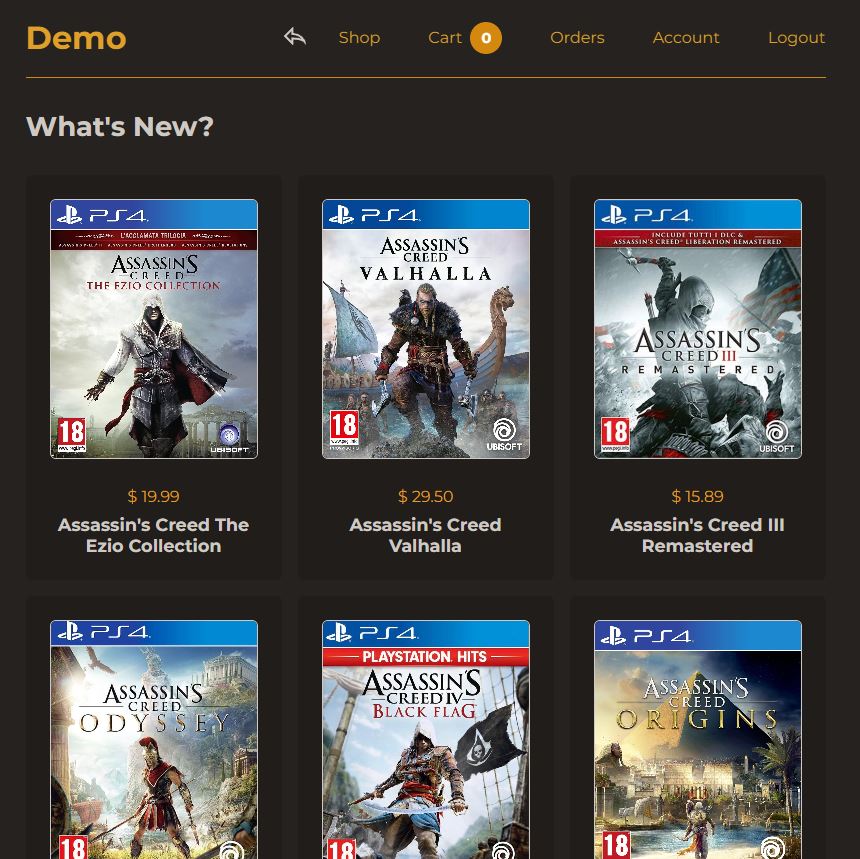 Demo
Shop
Cart 0
Orders
Account
Logout
What's New?
PS4
L'ACCLAMATA TRILOGIA
ASSASSIN'S
CREED
THE EZIO COLLECTION
18
UBISOFT
$ 19.99
Assassin's Creed The
Ezio Collection
PS4
ASSASSIN'S
CREED
VALHALLA
18
UBISOFT
$ 29.50
Assassin's Creed
Valhalla
PS4
INCLUDE TUTTI I DLC &
ASSASSIN'S CREED® LIBERATION REMASTERED
ASSASSIN'S
CREED III
REMASTERED
18
www.pegi.info
UBISOFT
$ 15.89
Assassin's Creed III
Remastered
PS4
ASSASSIN'S
CREED
ODYSSEY
18
PS4
PLAYSTATION HITS
ASSASSIN'S
CREED IV
BLACK FLAG
18
PS4
ASSASSIN'S
CREED
ORIGINS
18